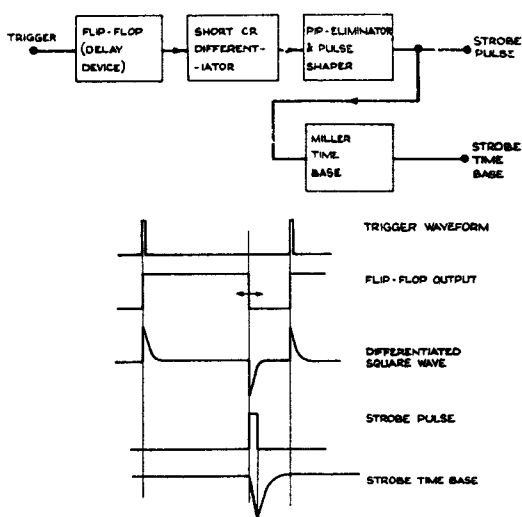 TRIGGER
FLIP-FLOP
(DELAY
DEVICE)
SHORT CR
DIFFERENT-
-IATOR
PIP-ELIMINATOR
& PULSE
SHAPER
STROBE
PULSE
MILLER
TIME
BASE
STROBE
TIME
BASE
TRIGGER WAVEFORM
FLIP-FLOP OUTPUT
DIFFERENTIATED
SQUARE WAVE
STROBE PULSE
STROBE TIME BASE